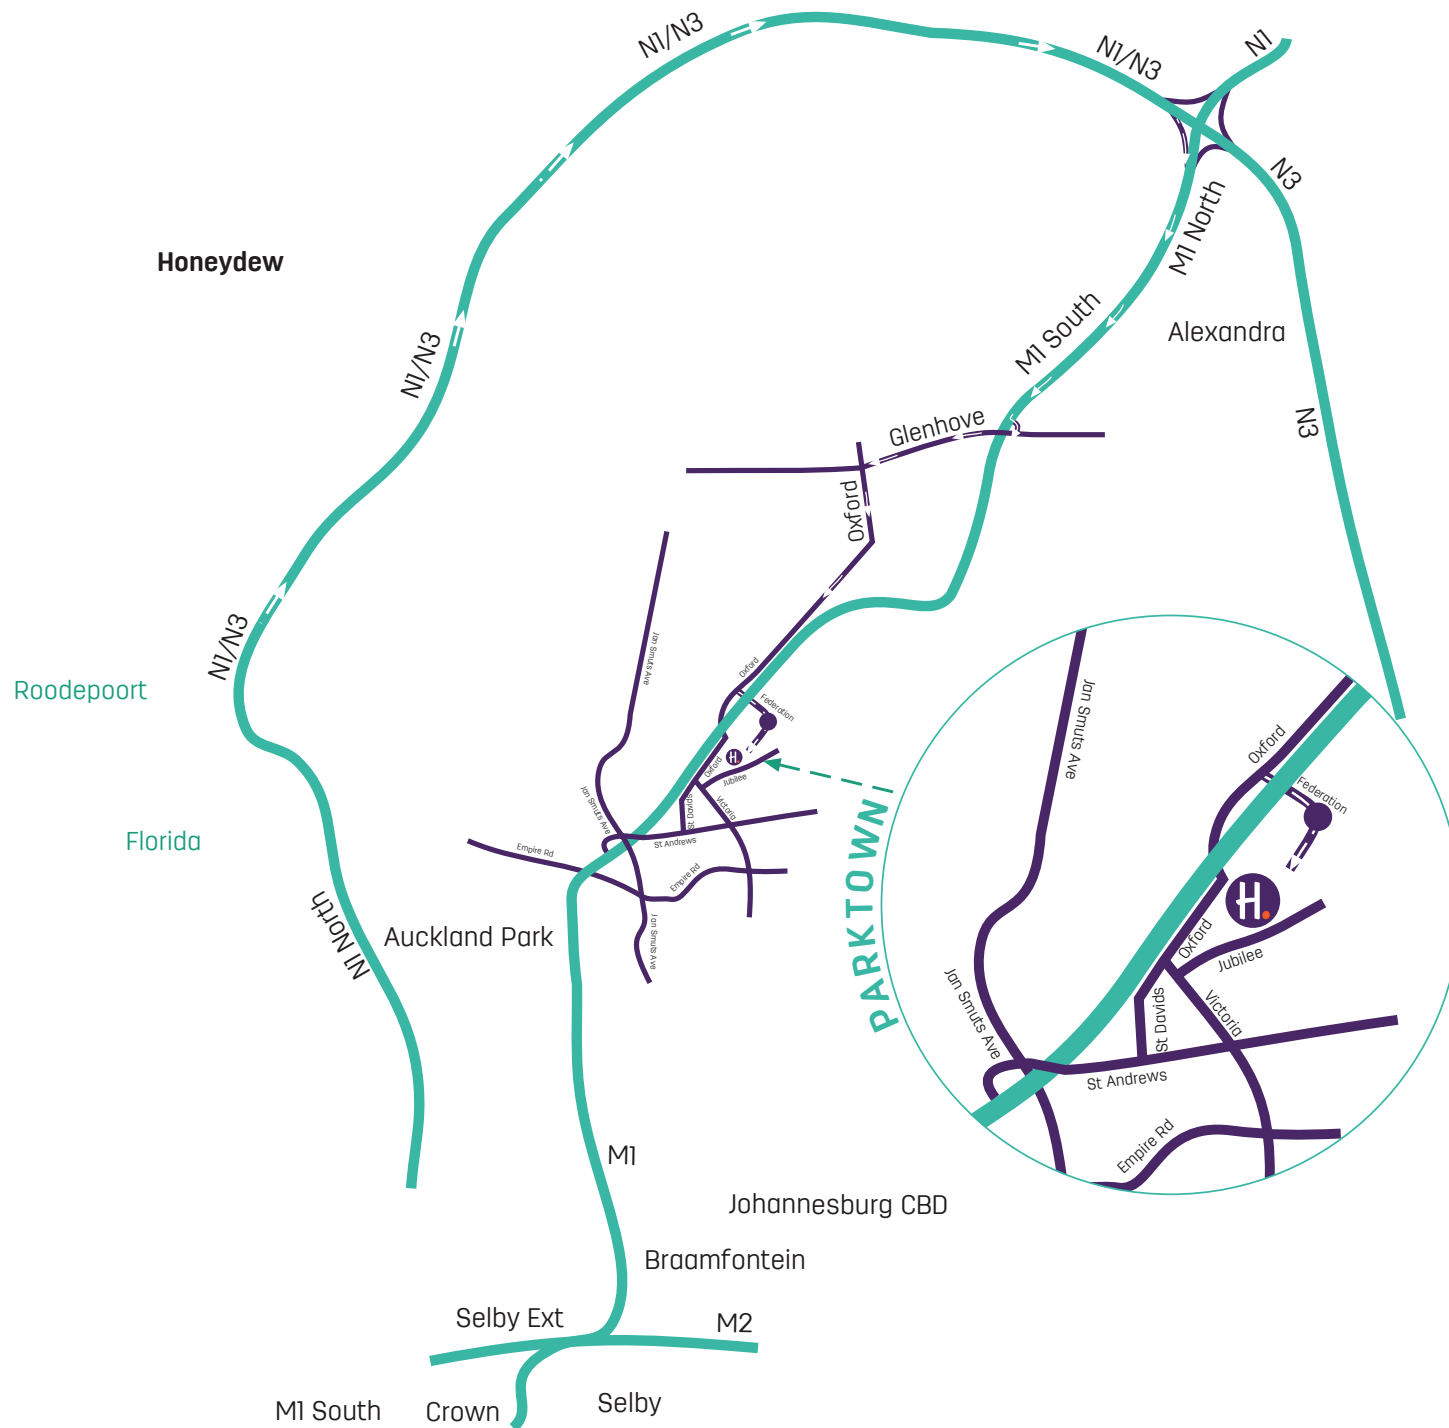 N1/N3
N1/N3
N1
N3
Honeydew
M1 North
M1 South
Alexandra
N1/N3
N3
Glenhove
Oxford
Jan Smuts Ave
N1/N3
Oxford
Federation
Roodepoort
Oxford
Jubilee
Jan Smuts Ave
St Davids
Victoria
St Andrews
Empire Rd
Empire Rd
Jan Smuts Ave
Florida
N1 North
Auckland Park
PARKTOWN
Jan Smuts Ave
Oxford
Federation
H.
H.
Oxford
Jubilee
Jan Smuts Ave
St Davids
Victoria
St Andrews
Empire Rd
M1
Johannesburg CBD
Braamfontein
Selby Ext
M2
M1 South
Crown
Selby